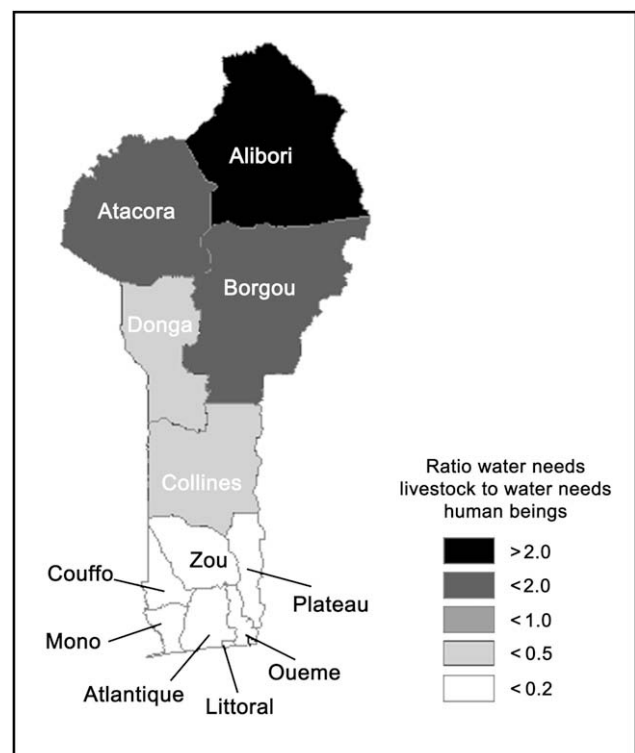 Alibori
Atacora
Borgou
Donga
Collines
Zou
Couffo
Plateau
Mono
Oueme
Atlantique
Littoral
Ratio water needs
livestock to water needs
human beings
>2.0
<2.0
<1.0
<0.5
<0.2